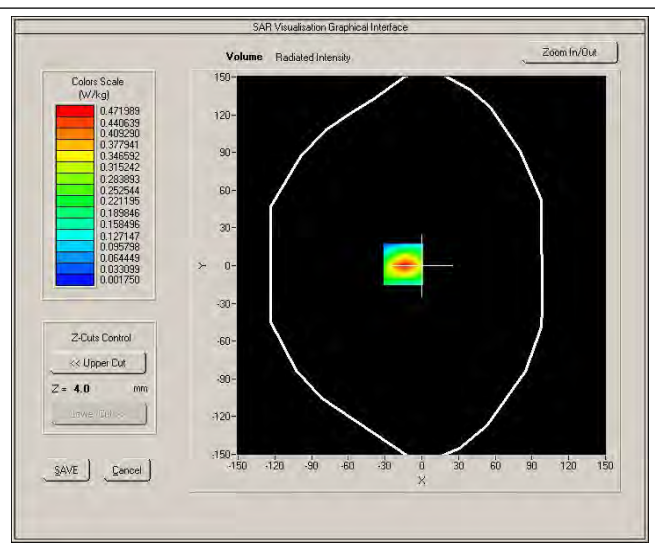 SAR Visualisation Graphical Interface
Volume Radiated Intensity
Zoom In/Out
Colors Scale
(W/kg)
0.471989
0.440639
0.409290
0.377941
0.346592
0.315242
0.283893
0.252544
0.221195
0.189846
0.158496
0.127147
0.095798
0.064449
0.033099
0.001750
Z-Cuts Control
<< Upper Cut
Z = 4.0 mm
SAVE Cancel
150
120
90
60
30
0
-30
-60
-90
-120
-150
Y
-150 -120 -90 -60 -30 0 30 60 90 120 150
X